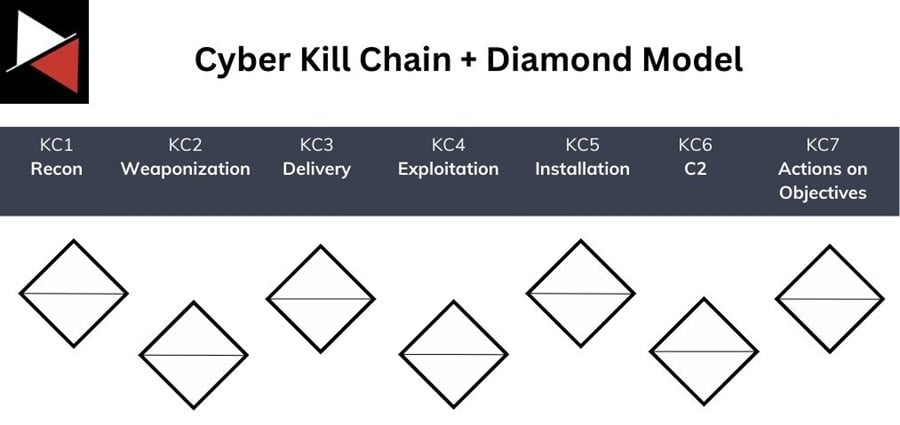 Cyber Kill Chain + Diamond Model
KC1
Recon
KC2
Weaponization
KC3
Delivery
KC4
Exploitation
KC5
Installation
KC6
C2
KC7
Actions on
Objectives